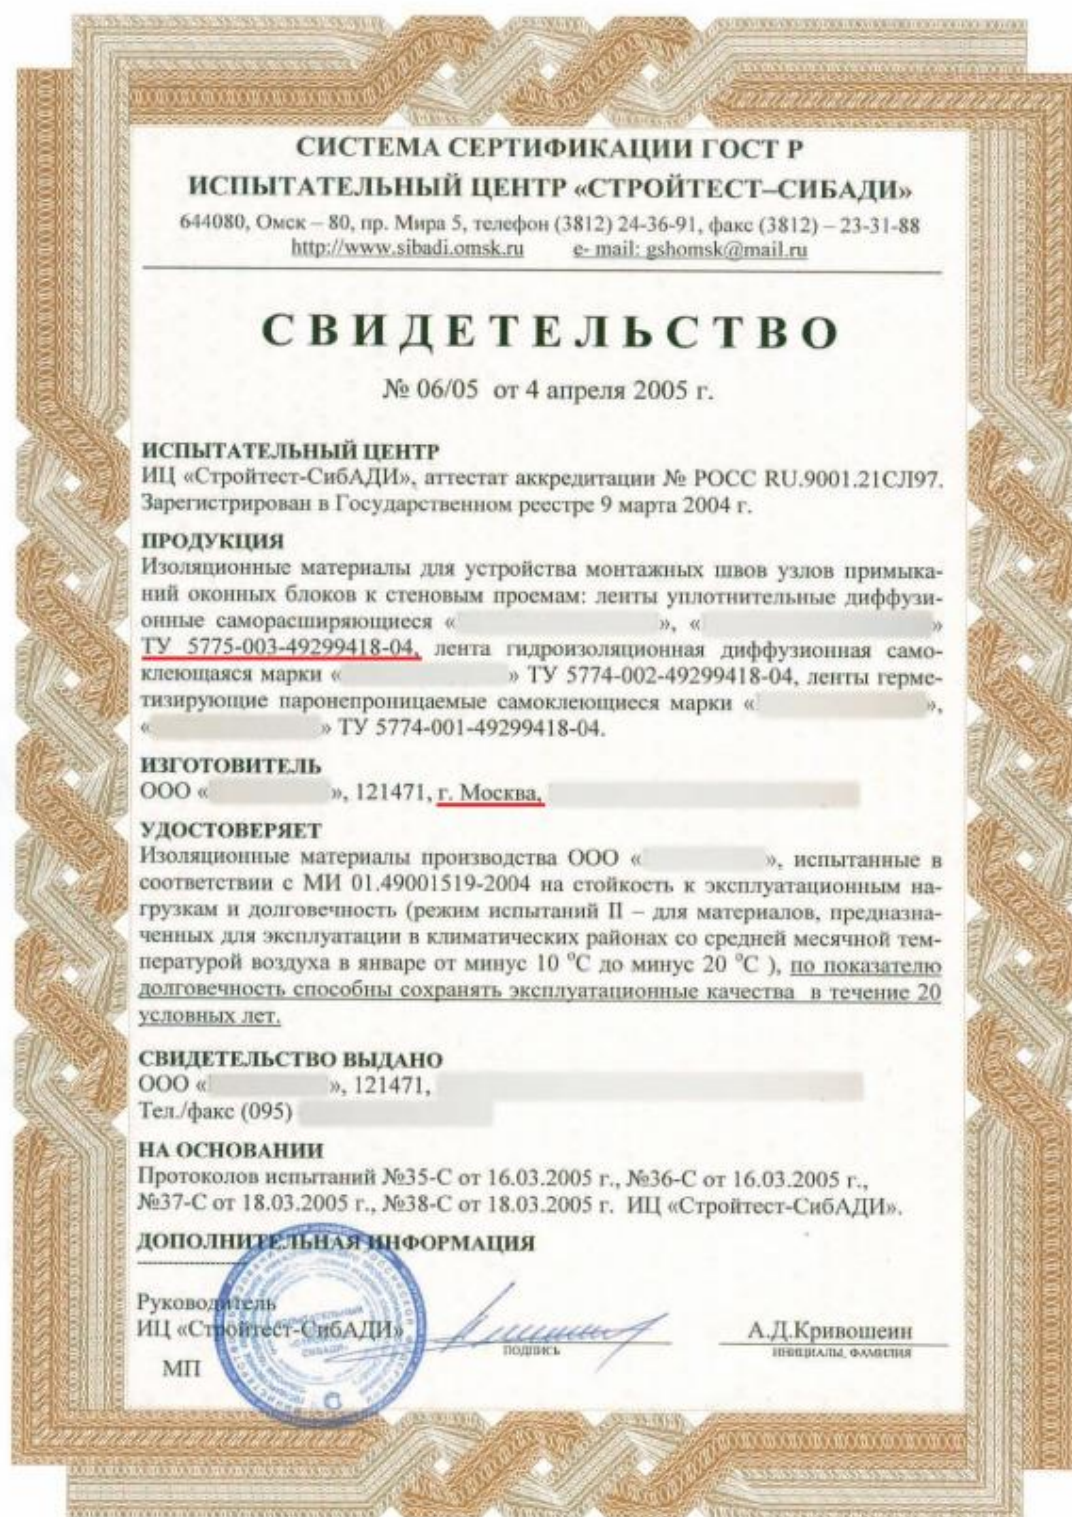 СИСТЕМА СЕРТИФИКАЦИИ ГОСТ Р
ИСПЫТАТЕЛЬНЫЙ ЦЕНТР «СТРОЙТЕСТ–СИБАДИ»
644080, Омск – 80, пр. Мира 5, телефон (3812) 24-36-91, факс (3812) – 23-31-88
http://www.sibadi.omsk.ru e- mail: gshomsk@mail.ru
СВИДЕТЕЛЬСТВО
№ 06/05 от 4 апреля 2005 г.
ИСПЫТАТЕЛЬНЫЙ ЦЕНТР
ИЦ «Стройтест-СибАДИ», аттестат аккредитации № РОСС RU.9001.21СЛ97.
Зарегистрирован в Государственном реестре 9 марта 2004 г.
ПРОДУКЦИЯ
Изоляционные материалы для устройства монтажных швов узлов примыка-
ний оконных блоков к стеновым проемам: ленты уплотнительные диффузи-
онные саморасширяющиеся « », « »
ТУ 5775-003-49299418-04, лента гидроизоляционная диффузионная само-
клеющаяся марки « » ТУ 5774-002-49299418-04, ленты герме-
тизирующие паронепроницаемые самоклеющиеся марки « »,
« » ТУ 5774-001-49299418-04.
ИЗГОТОВИТЕЛЬ
ООО « », 121471, г. Москва,
УДОСТОВЕРЯЕТ
Изоляционные материалы производства ООО « », испытанные в
соответствии с МИ 01.49001519-2004 на стойкость к эксплуатационным на-
грузкам и долговечность (режим испытаний II – для материалов, предназна-
ченных для эксплуатации в климатических районах со средней месячной тем-
пературой воздуха в январе от минус 10 °С до минус 20 °С ), по показателю
долговечность способны сохранять эксплуатационные качества в течение 20
условных лет.
СВИДЕТЕЛЬСТВО ВЫДАНО
ООО « », 121471,
Тел./факс (095)
НА ОСНОВАНИИ
Протоколов испытаний №35-С от 16.03.2005 г., №36-С от 16.03.2005 г.,
№37-С от 18.03.2005 г., №38-С от 18.03.2005 г. ИЦ «Стройтест-СибАДИ».
ДОПОЛНИТЕЛЬНАЯ ИНФОРМАЦИЯ
Руководитель
ИЦ «Стройтест-СибАДИ»
А.Д.Кривошеин
ПОДПИСЬ
ИНИЦИАЛЫ, ФАМИЛИЯ
МП